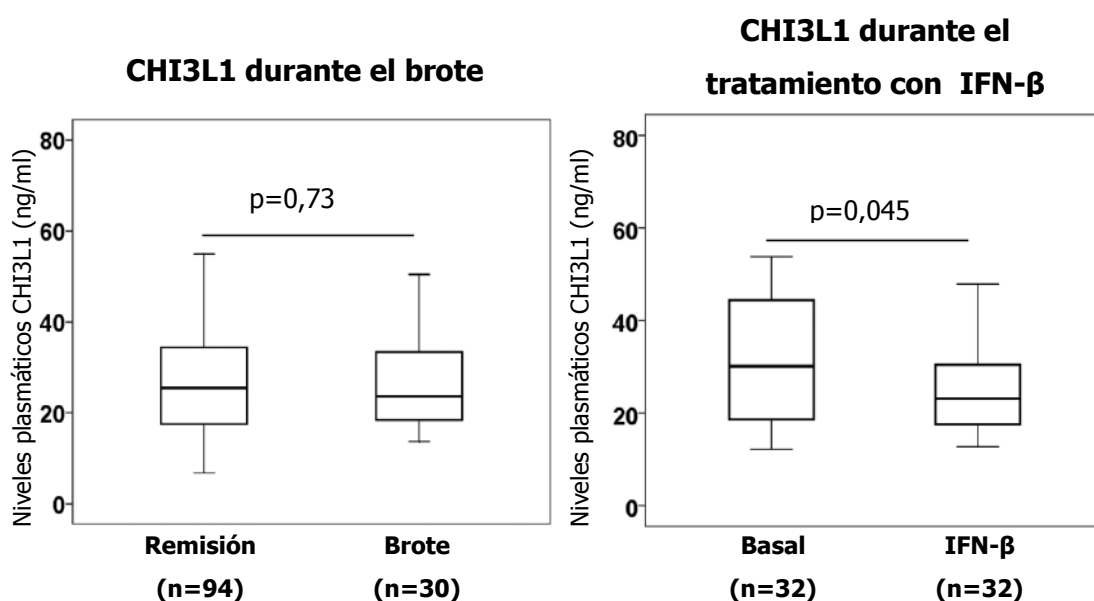 CHI3L1 durante el brote
Niveles plasmáticos CHI3L1 (ng/ml)
80
60
40
20
0
p=0,73
Remisión
(n=94)
Brote
(n=30)
CHI3L1 durante el
tratamiento con IFN-β
Niveles plasmáticos CHI3L1 (ng/ml)
80
60
40
20
0
p=0,045
Basal
(n=32)
IFN-β
(n=32)